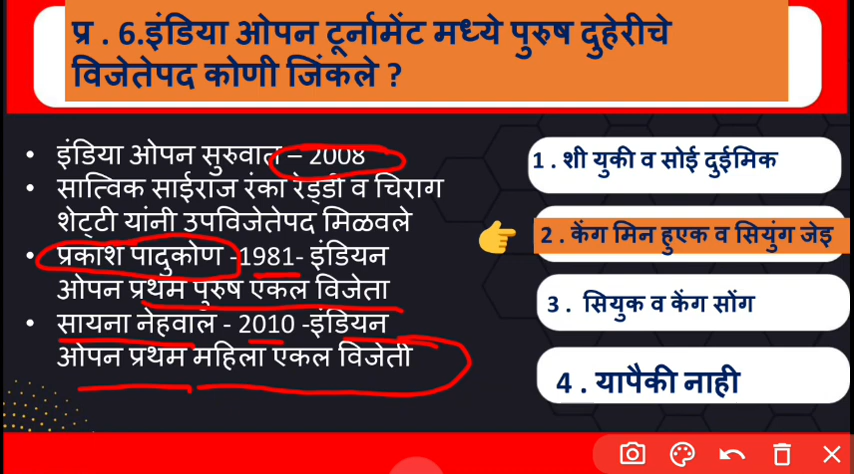 प्र . 6.इंडिया ओपन टूर्नामेंट मध्ये पुरुष दुहेरीचे
विजेतेपद कोणी जिंकले ?
• इंडिया ओपन सुरुवात – 2008
• सात्विक साईराज रंका रेड्डी व चिराग
शेट्टी यांनी उपविजेतेपद मिळवले
• प्रकाश पादुकोण -1981- इंडियन
ओपन प्रथम पुरुष एकल विजेता
• सायना नेहवाल - 2010 -इंडियन
ओपन प्रथम महिला एकल विजेती
1 . शी युकी व सोई दुईमिक
2 . केंग मिन हुएक व सियुंग जेइ
3 . सियुक व केंग सोंग
4 . यापैकी नाही